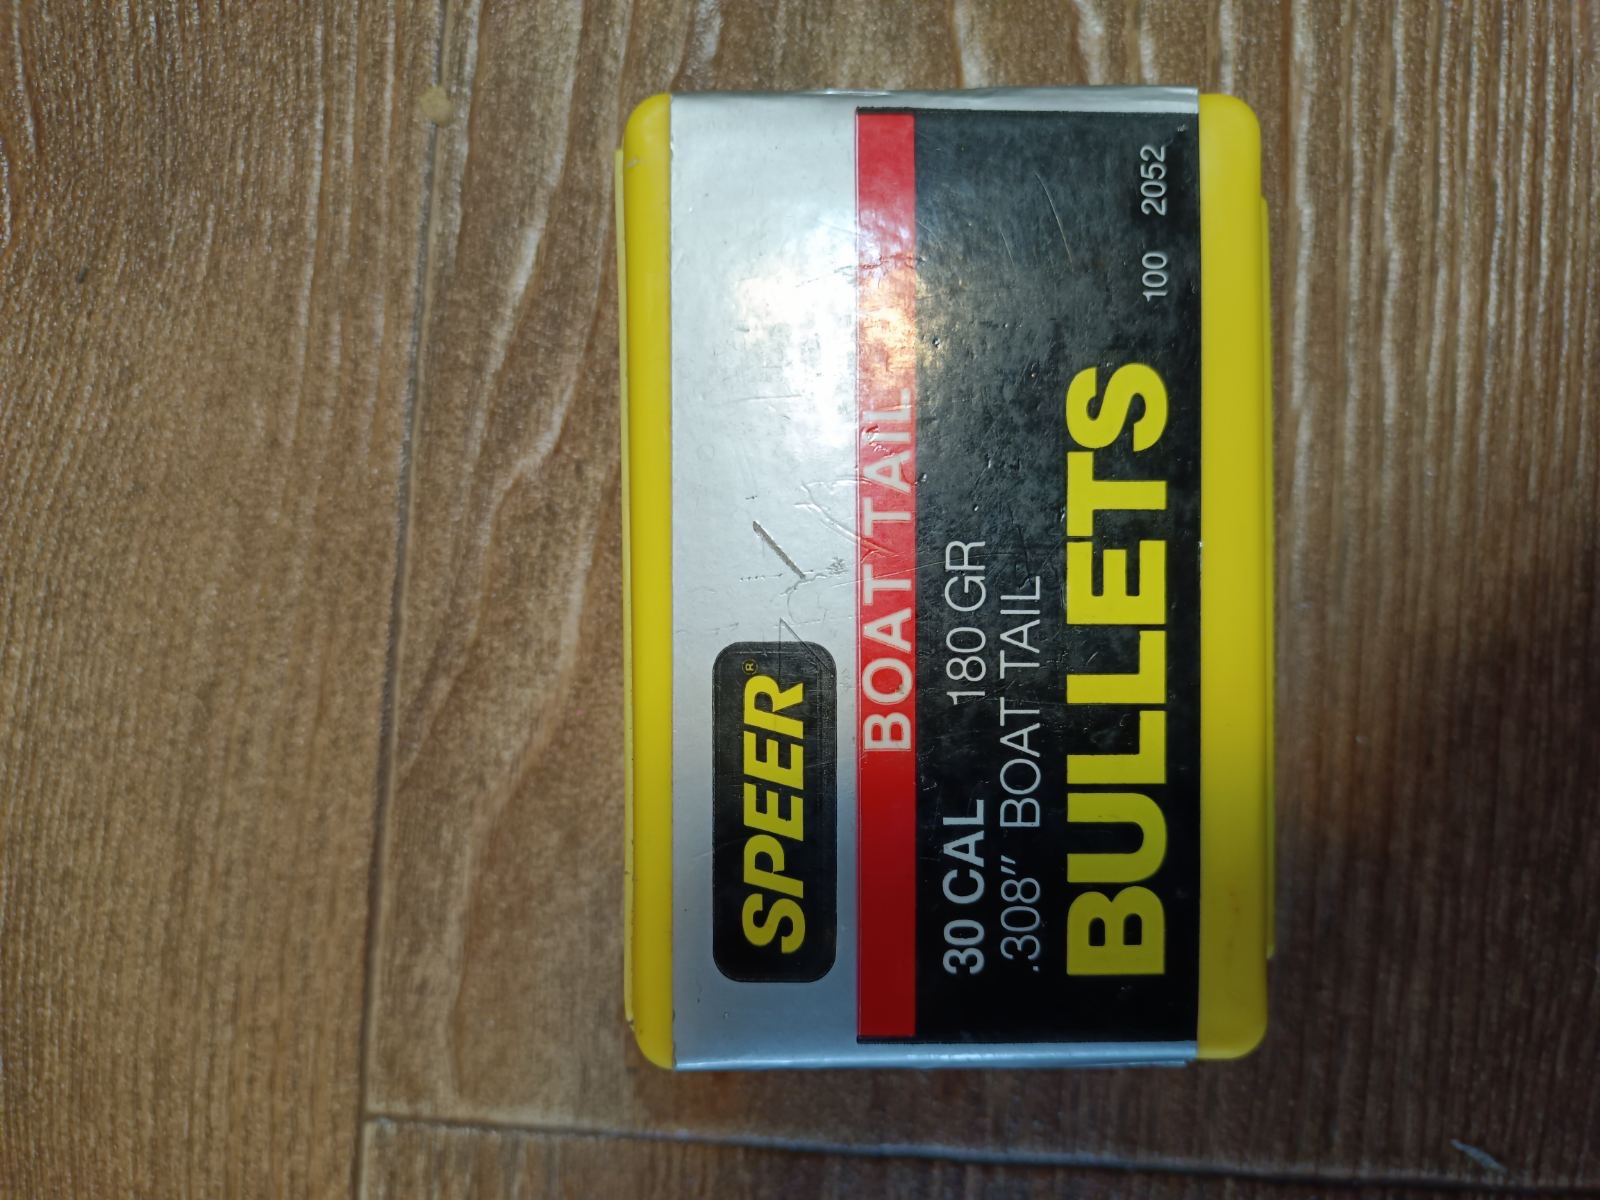 SPEER®
BOAT TAIL
30 CAL 180 GR
.308” BOAT TAIL
BULLETS 100 2052